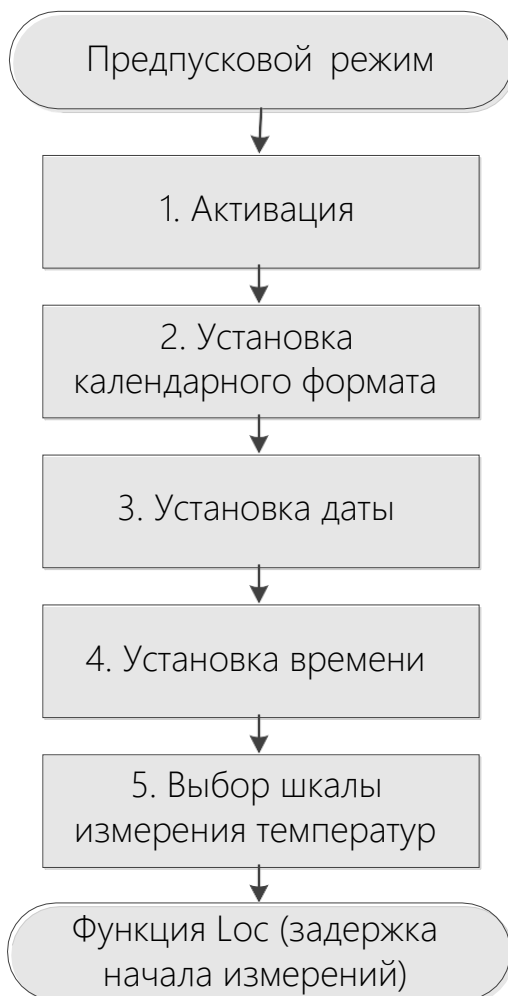 Предпусковой режим
1. Активация
2. Установка
календарного формата
3. Установка даты
4. Установка времени
5. Выбор шкалы
измерения температур
Функция Loc (задержка
начала измерений)